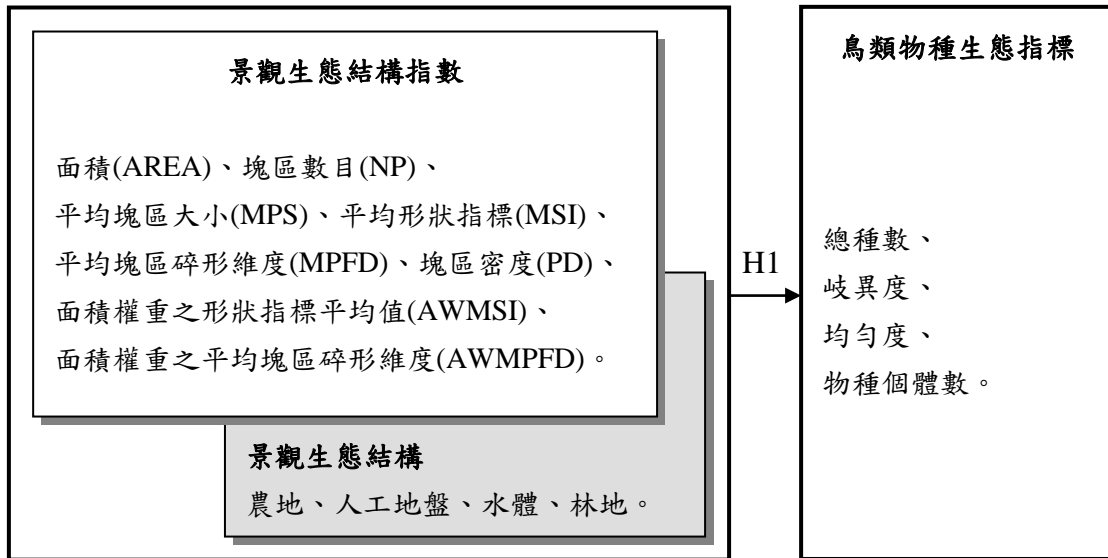 景觀生態結構指數
面積(AREA)、塊區數目(NP)、
平均塊區大小(MPS)、平均形狀指標(MSI)、
平均塊區碎形維度(MPFD)、塊區密度(PD)、
面積權重之形狀指標平均值(AWMSI)、
面積權重之平均塊區碎形維度(AWMPFD)。
景觀生態結構
農地、人工地盤、水體、林地。
H1
鳥類物種生態指標
總種數、
歧異度、
均勻度、
物種個體數。